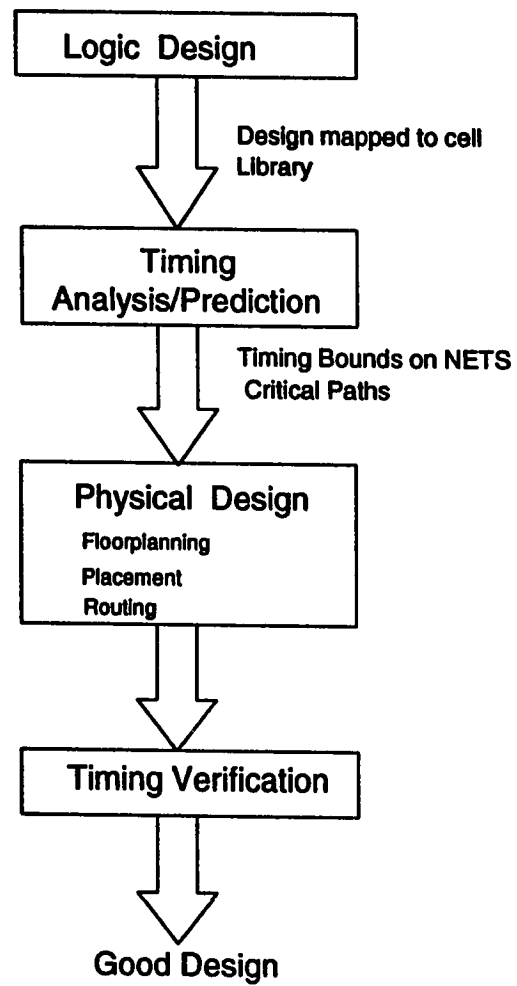 Logic Design
Design mapped to cell
Library
Timing
Analysis/Prediction
Timing Bounds on NETS
Critical Paths
Physical Design
Floorplanning
Placement
Routing
Timing Verification
Good Design